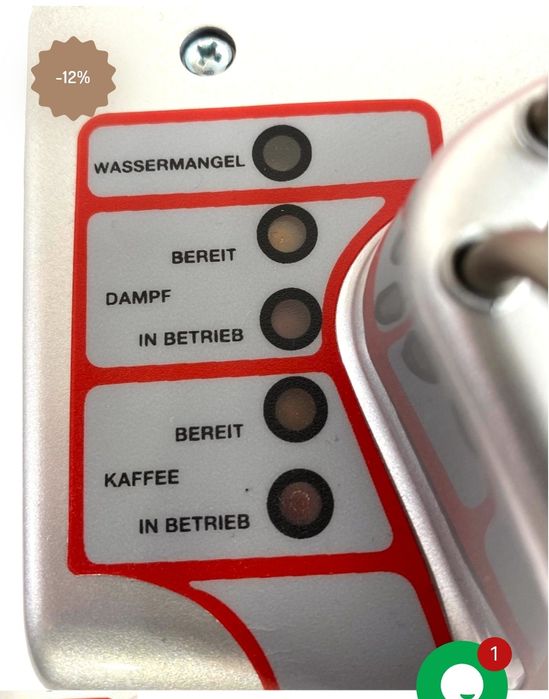 -12%
WASSERMANGEL
BEREIT
DAMPF
IN BETRIEB
BEREIT
KAFFEE
IN BETRIEB
1